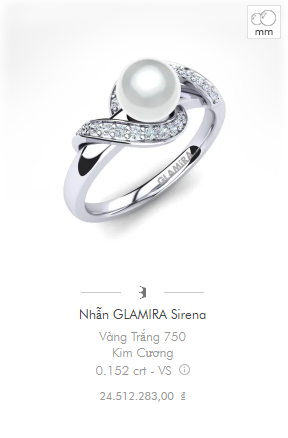 mm
GLAMIRA
Nhẫn GLAMIRA Sirena
Vàng Trắng 750
Kim Cương
0.152 crt - VS
24.512.283,00 ₫